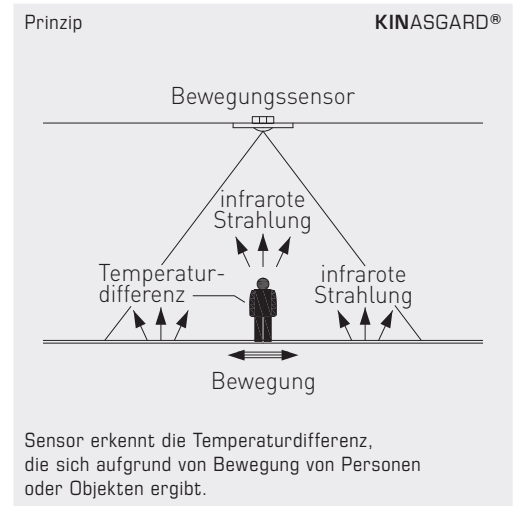 Prinzip
KINASGARD®
Bewegungssensor
infrarote
Strahlung
Temperatur-
differenz
infrarote
Strahlung
Bewegung
Sensor erkennt die Temperaturdifferenz,
die sich aufgrund von Bewegung von Personen
oder Objekten ergibt.